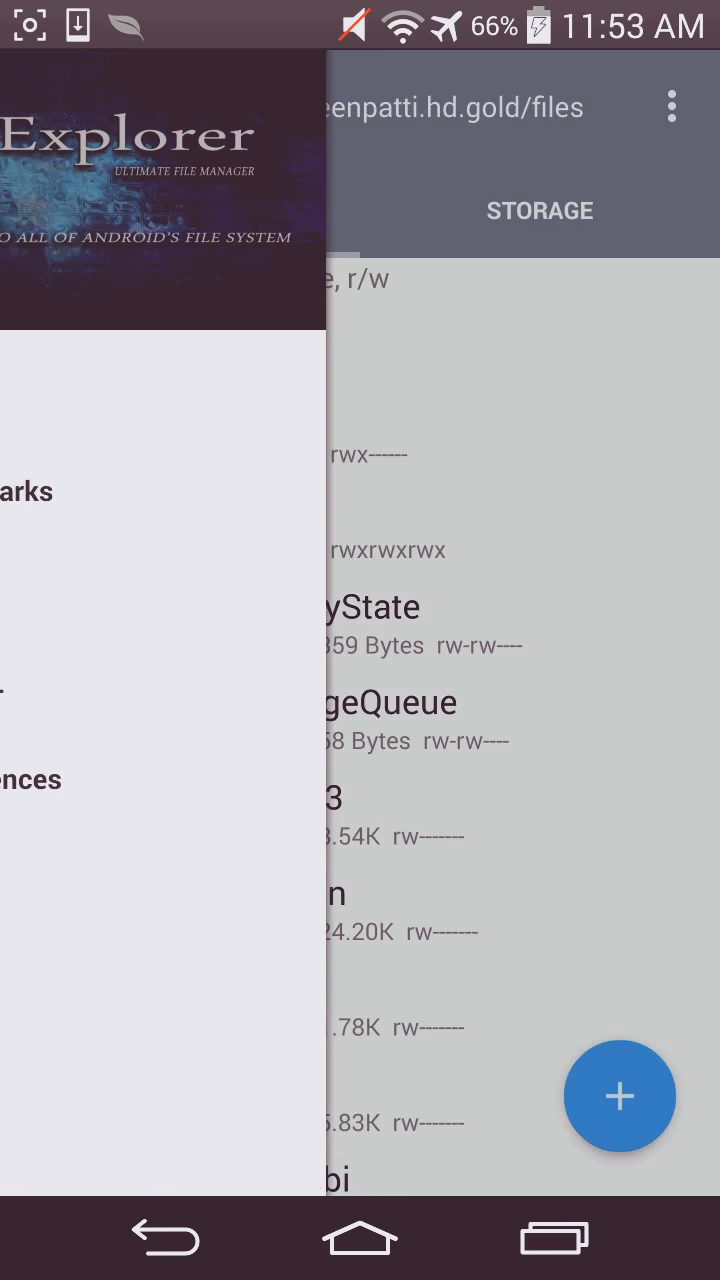 66% 11:53 AM
Explorer
ULTIMATE FILE MANAGER
O ALL OF ANDROID'S FILE SYSTEM
eenpatti.hd.gold/files
STORAGE
e, r/w
rwx------
arks
rwxrwxrwx
yState
359 Bytes rw-rw----
geQueue
58 Bytes rw-rw----
ences
3
3.54K rw-------
n
24.20K rw-------
.78K rw-------
5.83K rw-------
bi